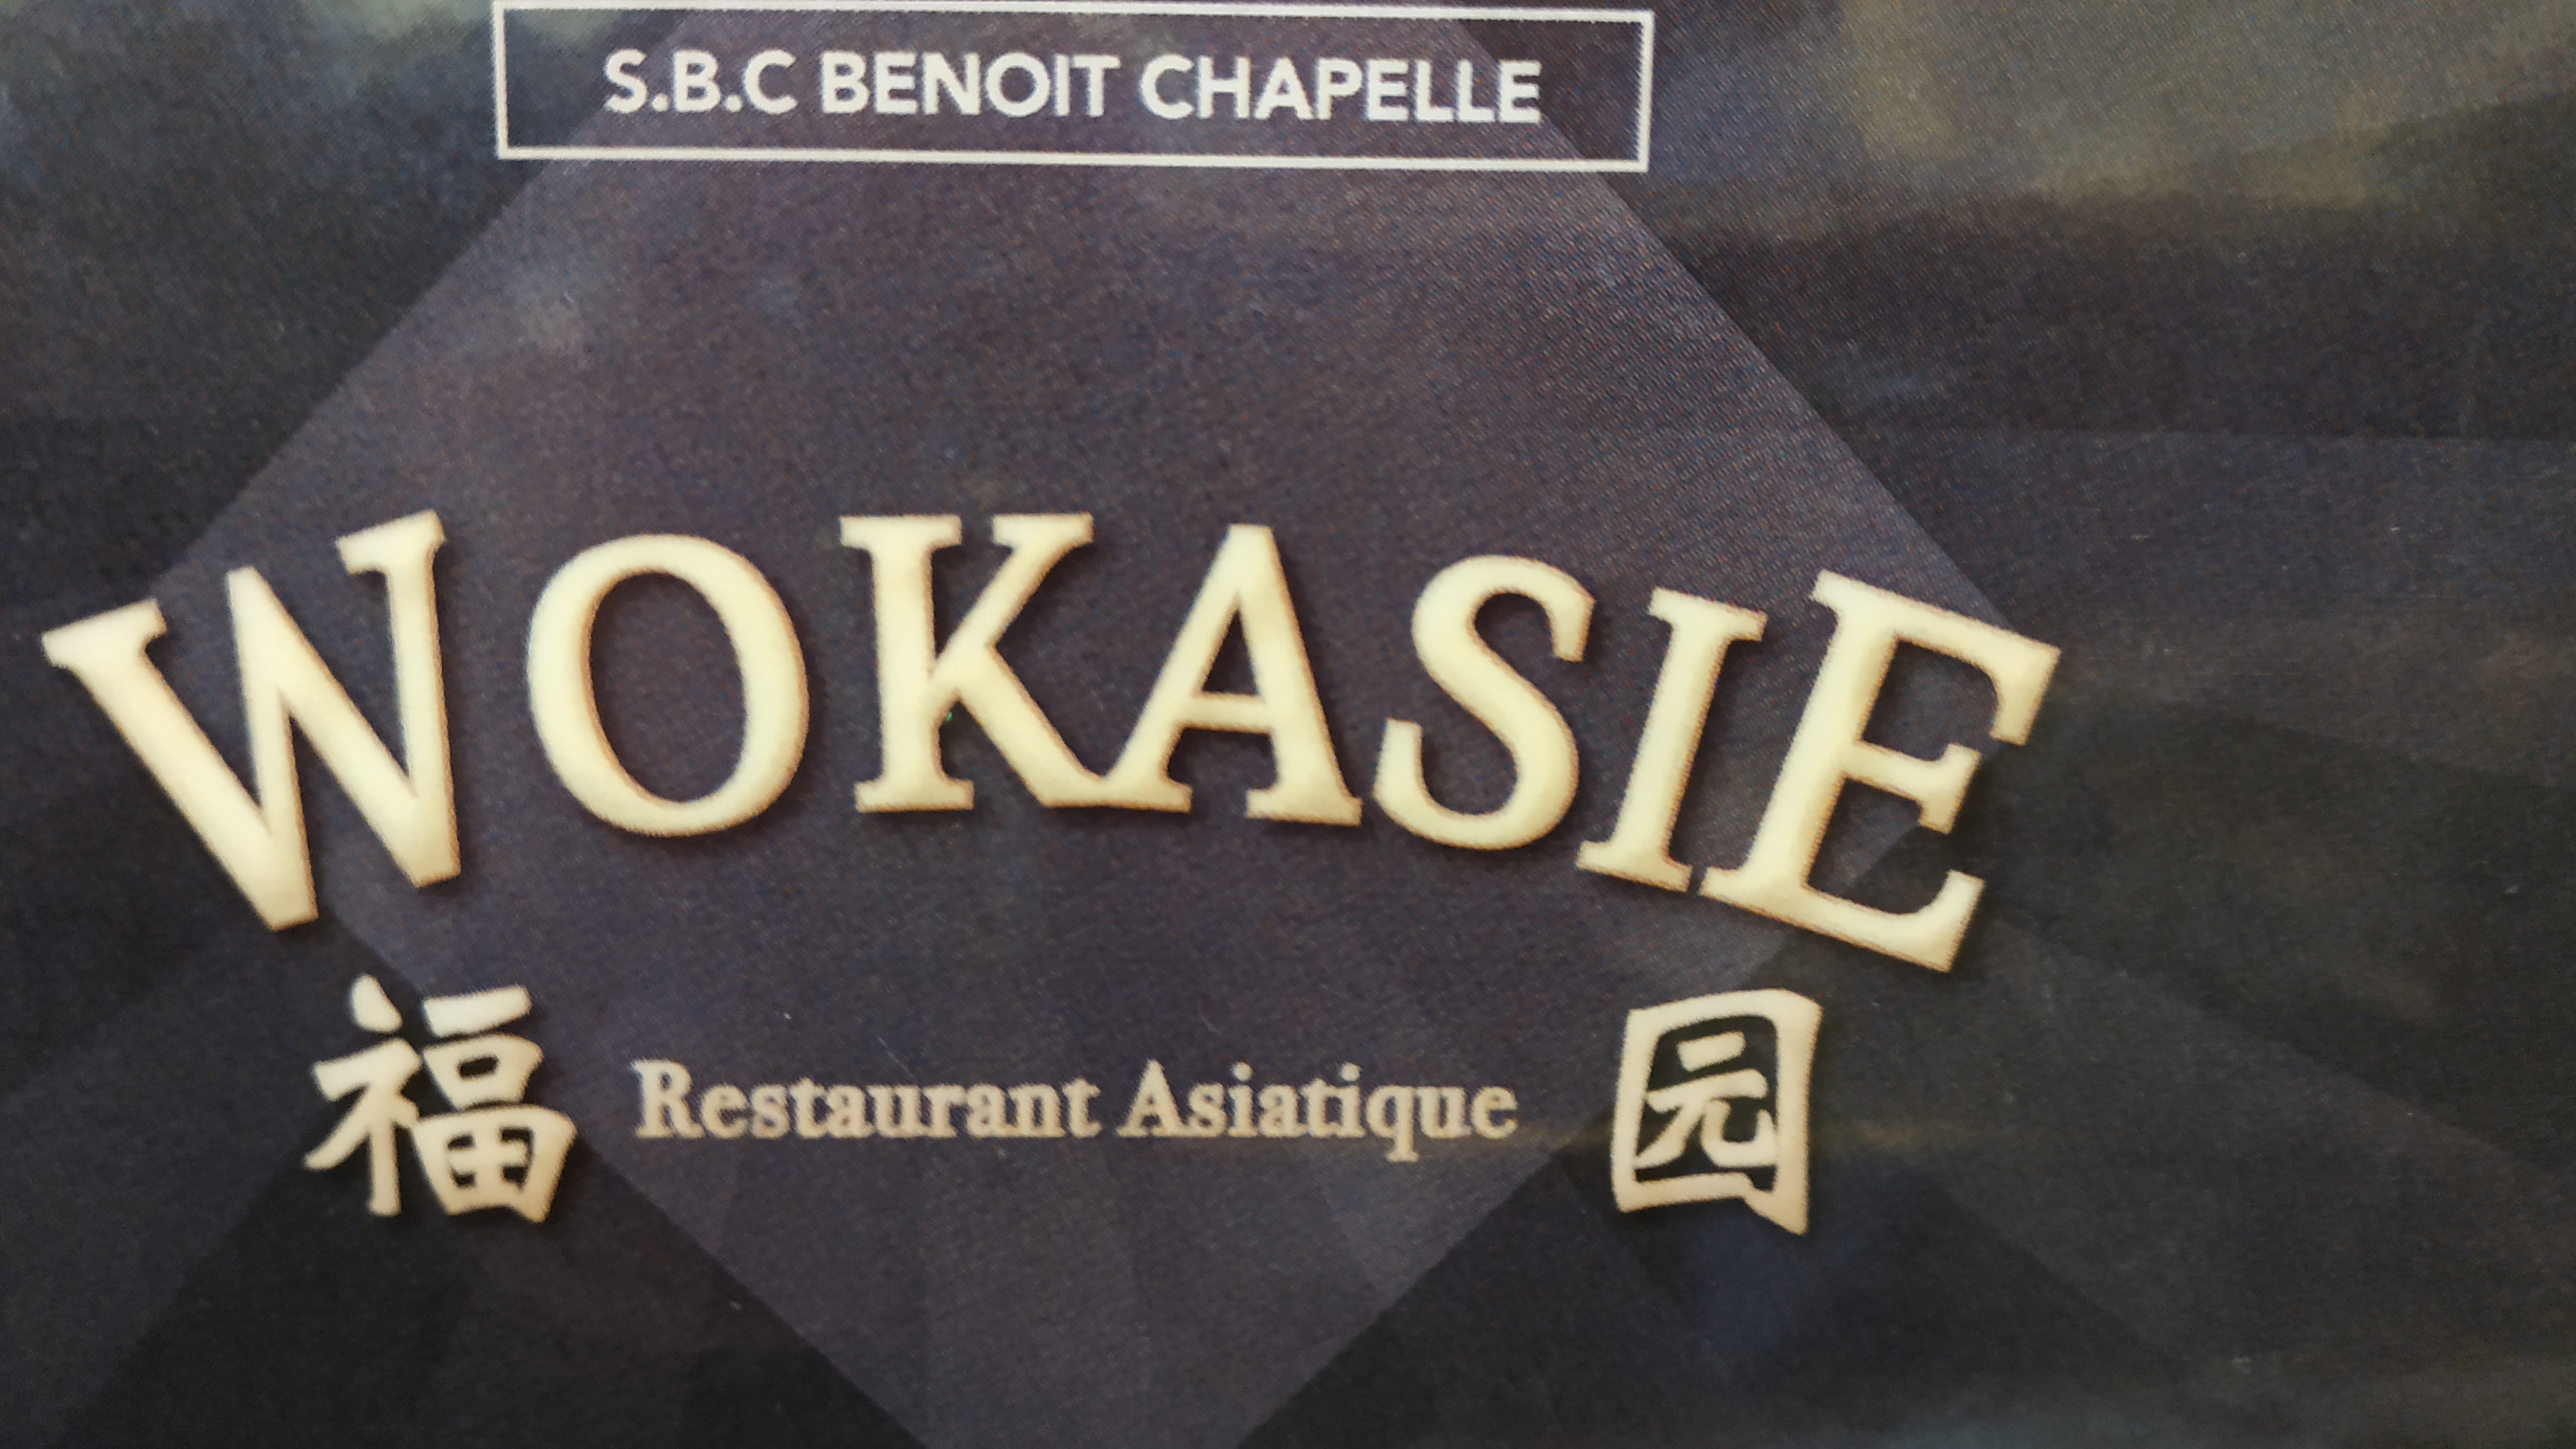 S.B.C BENOIT CHAPELLE
WOKASIE
福 Restaurant Asiatique 园